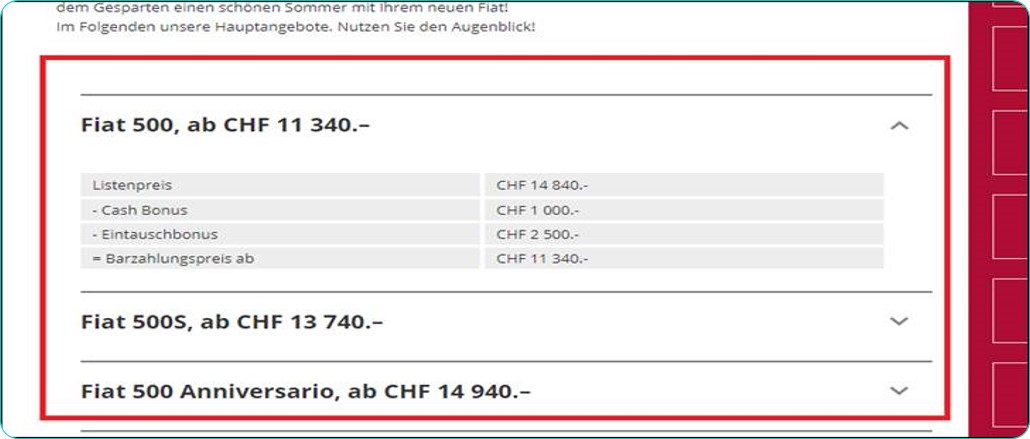 dem Gesparten einen schönen Sommer mit Ihrem neuen Fiat!
Im Folgenden unsere Hauptangebote. Nutzen Sie den Augenblick!
Fiat 500, ab CHF 11 340.–
Listenpreis CHF 14 840.-
- Cash Bonus CHF 1 000.-
- Eintauschbonus CHF 2 500.-
= Barzahlungspreis ab CHF 11 340.-
Fiat 500S, ab CHF 13 740.–
Fiat 500 Anniversario, ab CHF 14 940.–